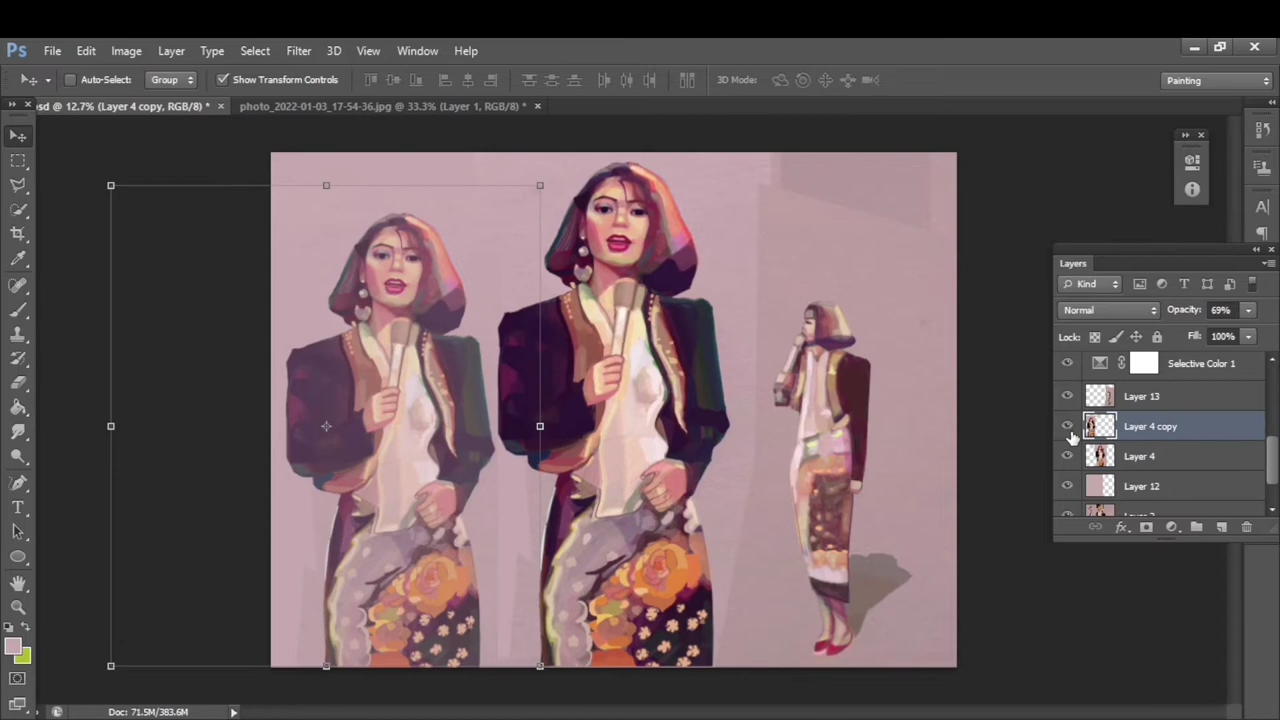 Ps File Edit Image Layer Type Select Filter 3D View Window Help
Auto-Select: Group Show Transform Controls 3D Mode: Painting
sd @ 12.7% (Layer 4 copy, RGB/8) * × photo_2022-01-03_17-54-36.jpg @ 33.3% (Layer 1, RGB/8) * ×
Layers
Kind
Normal Opacity: 69%
Lock: Fill: 100%
Selective Color 1
Layer 13
Layer 4 copy
Layer 4
Layer 12
Doc: 71.5M/383.6M